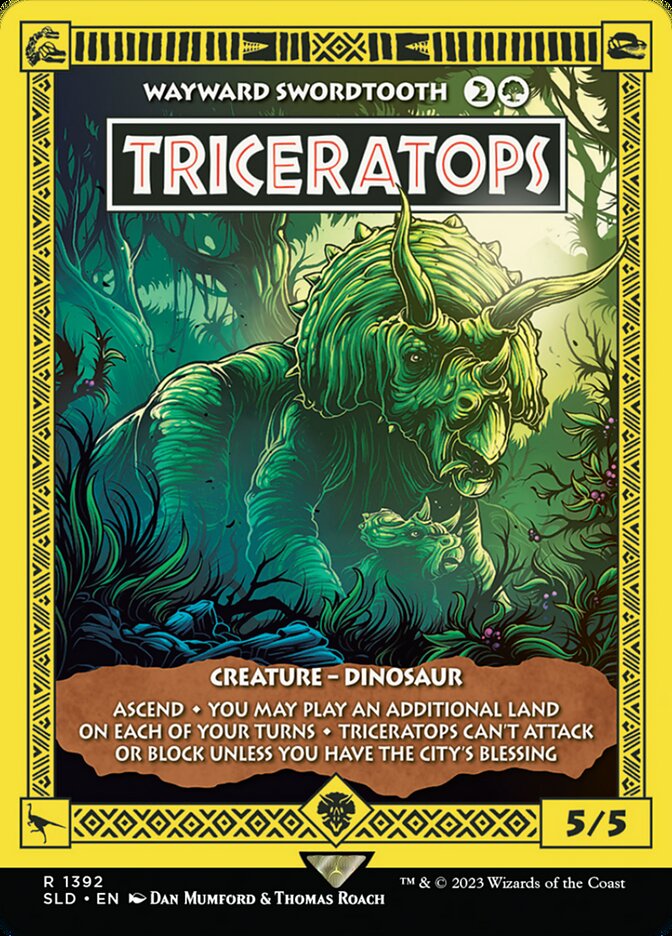 WAYWARD SWORDTOOTH 2
TRICERATOPS
CREATURE – DINOSAUR
ASCEND • YOU MAY PLAY AN ADDITIONAL LAND
ON EACH OF YOUR TURNS • TRICERATOPS CAN'T ATTACK
OR BLOCK UNLESS YOU HAVE THE CITY'S BLESSING
5/5
R 1392
SLD • EN DAN MUMFORD & THOMAS ROACH
™ & © 2023 Wizards of the Coast